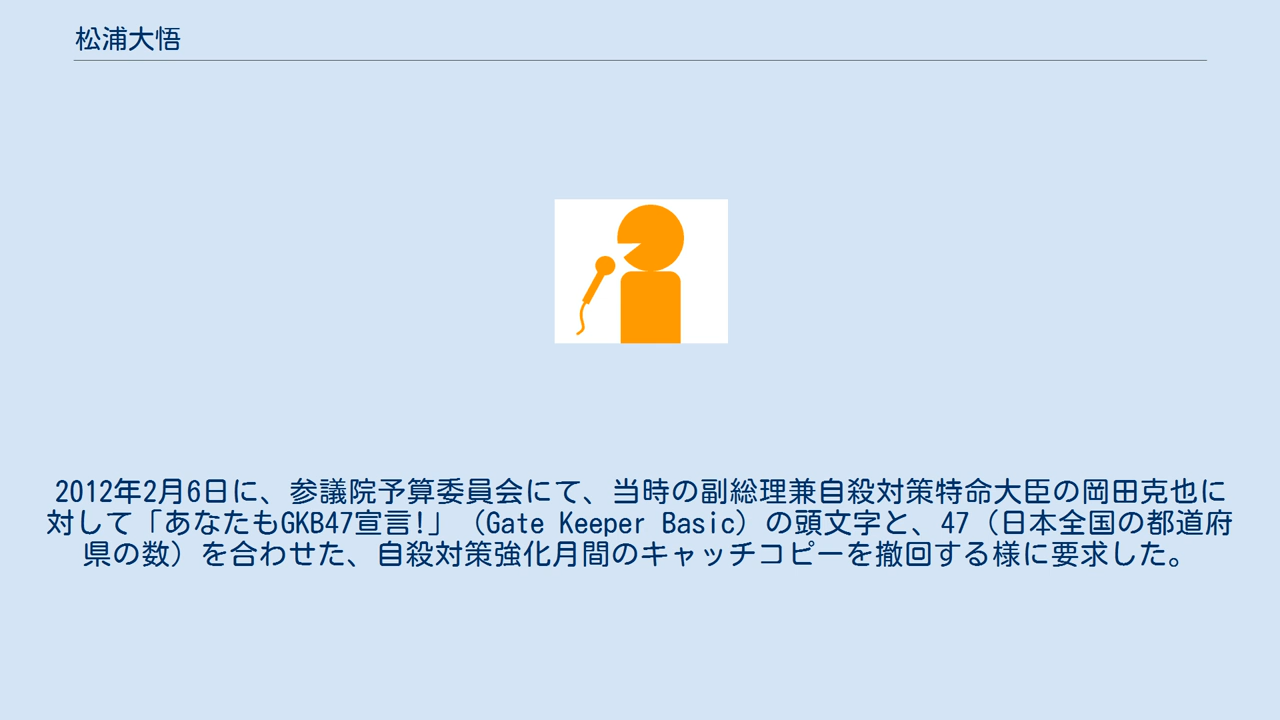 松浦大悟
2012年2月6日に、参議院予算委員会にて、当時の副総理兼自殺対策特命大臣の岡田克也に
対して「あなたもGKB47宣言!」（Gate Keeper Basic）の頭文字と、47（日本全国の都道府
県の数）を合わせた、自殺対策強化月間のキャッチコピーを撤回する様に要求した。